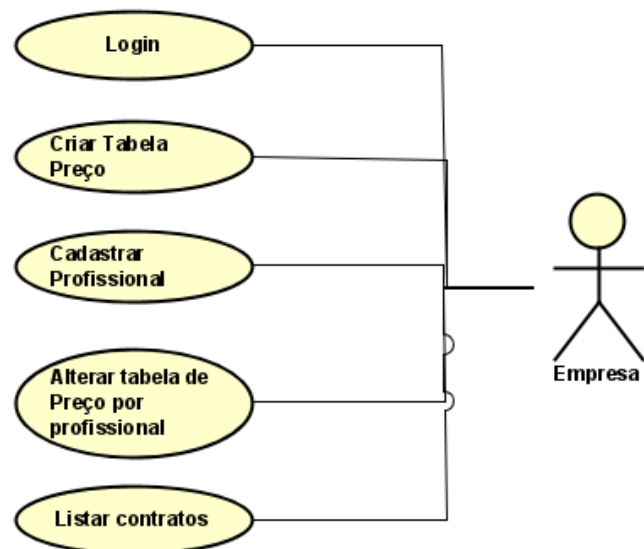 Login
Criar Tabela
Preço
Cadastrar
Profissional
Alterar tabela de
Preço por
profissional
Empresa
Listar contratos